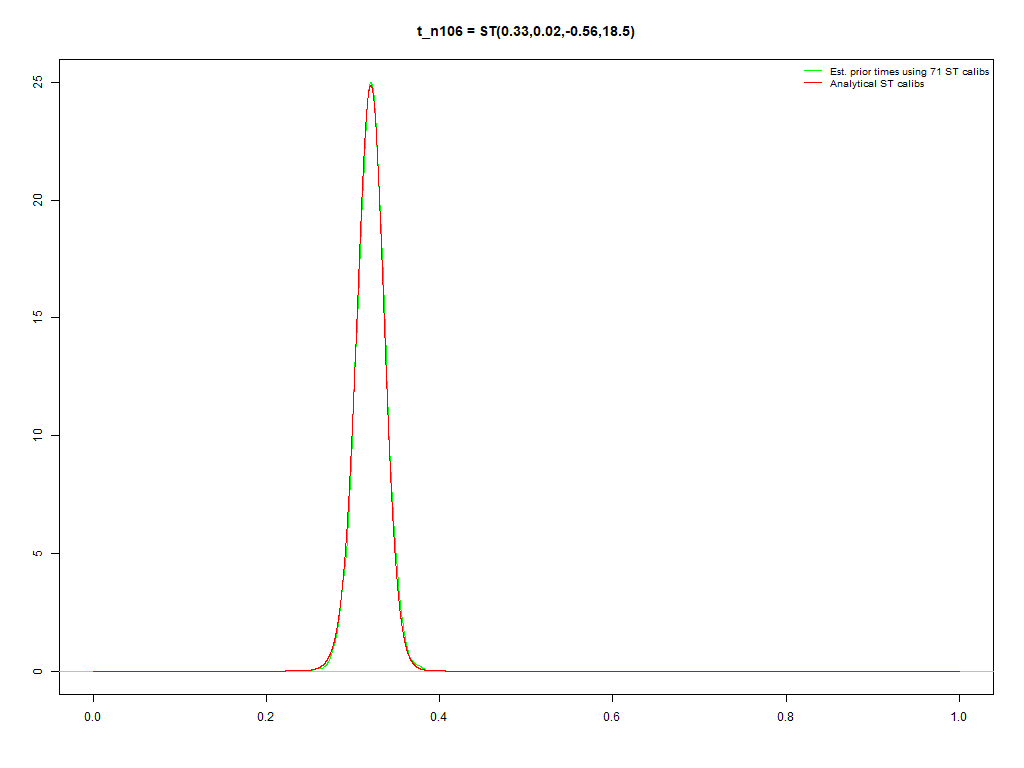 t_n106 = ST(0.33,0.02,-0.56,18.5)
Est. prior times using 71 ST calibs
Analytical ST calibs
25
20
15
10
5
0
0.0 0.2 0.4 0.6 0.8 1.0